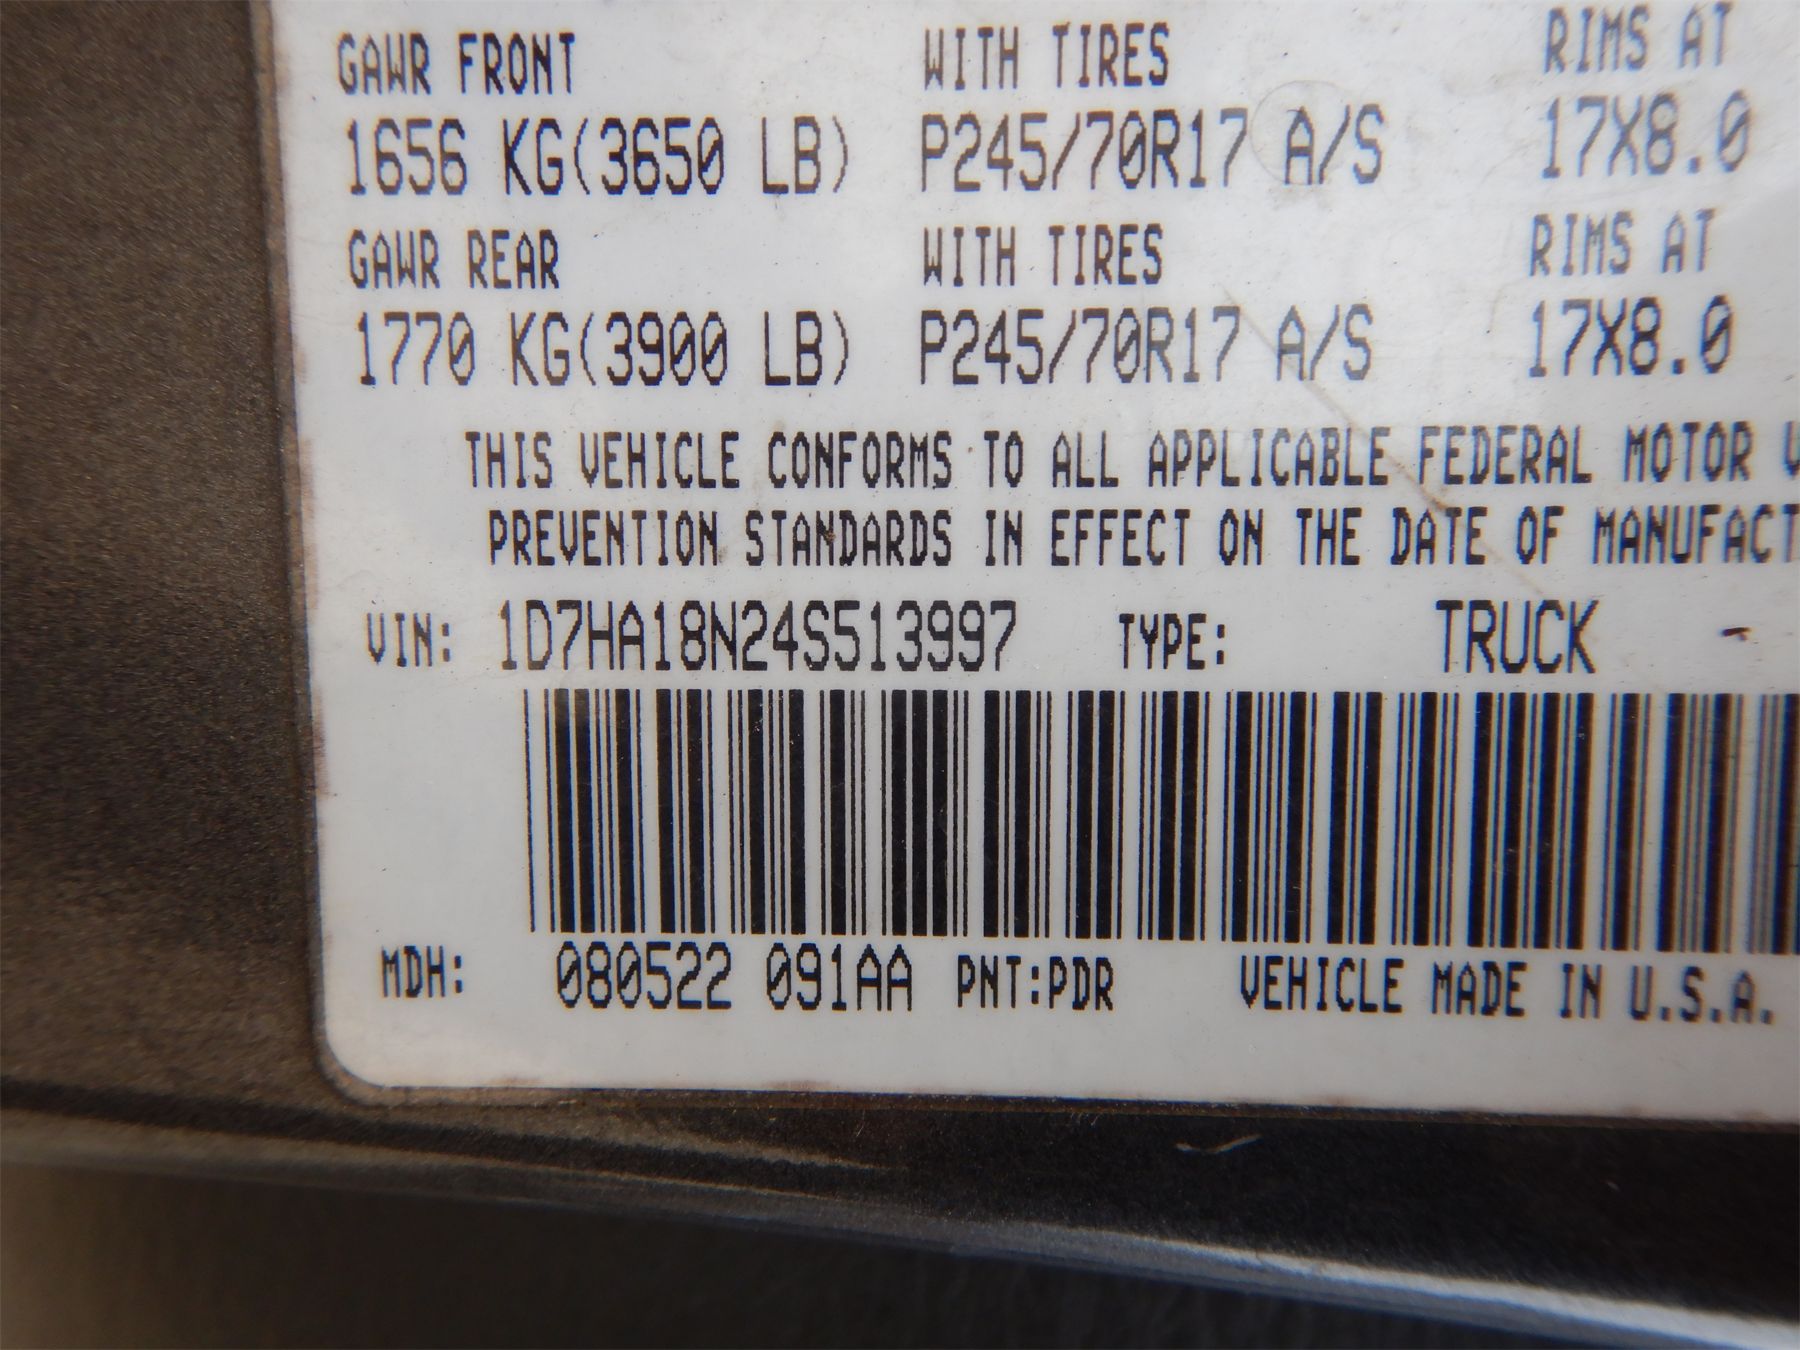 GAWR FRONT WITH TIRES RIMS AT
1656 KG(3650 LB) P245/70R17 A/S 17X8.0
GAWR REAR WITH TIRES RIMS AT
1770 KG(3900 LB) P245/70R17 A/S 17X8.0
THIS VEHICLE CONFORMS TO ALL APPLICABLE FEDERAL MOTOR V
PREVENTION STANDARDS IN EFFECT ON THE DATE OF MANUFACT
VIN: 1D7HA18N24S513997 TYPE: TRUCK -
MDH: 080522 091AA PNT:PDR VEHICLE MADE IN U.S.A.